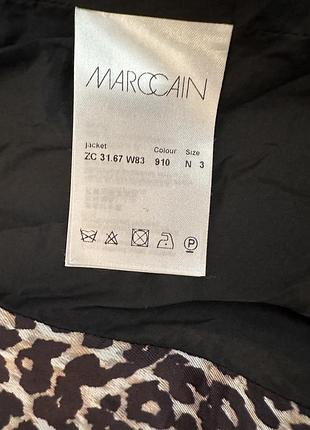 MARCCAIN
jacket Colour Size
ZC 31.67 W83 910 N 3
P